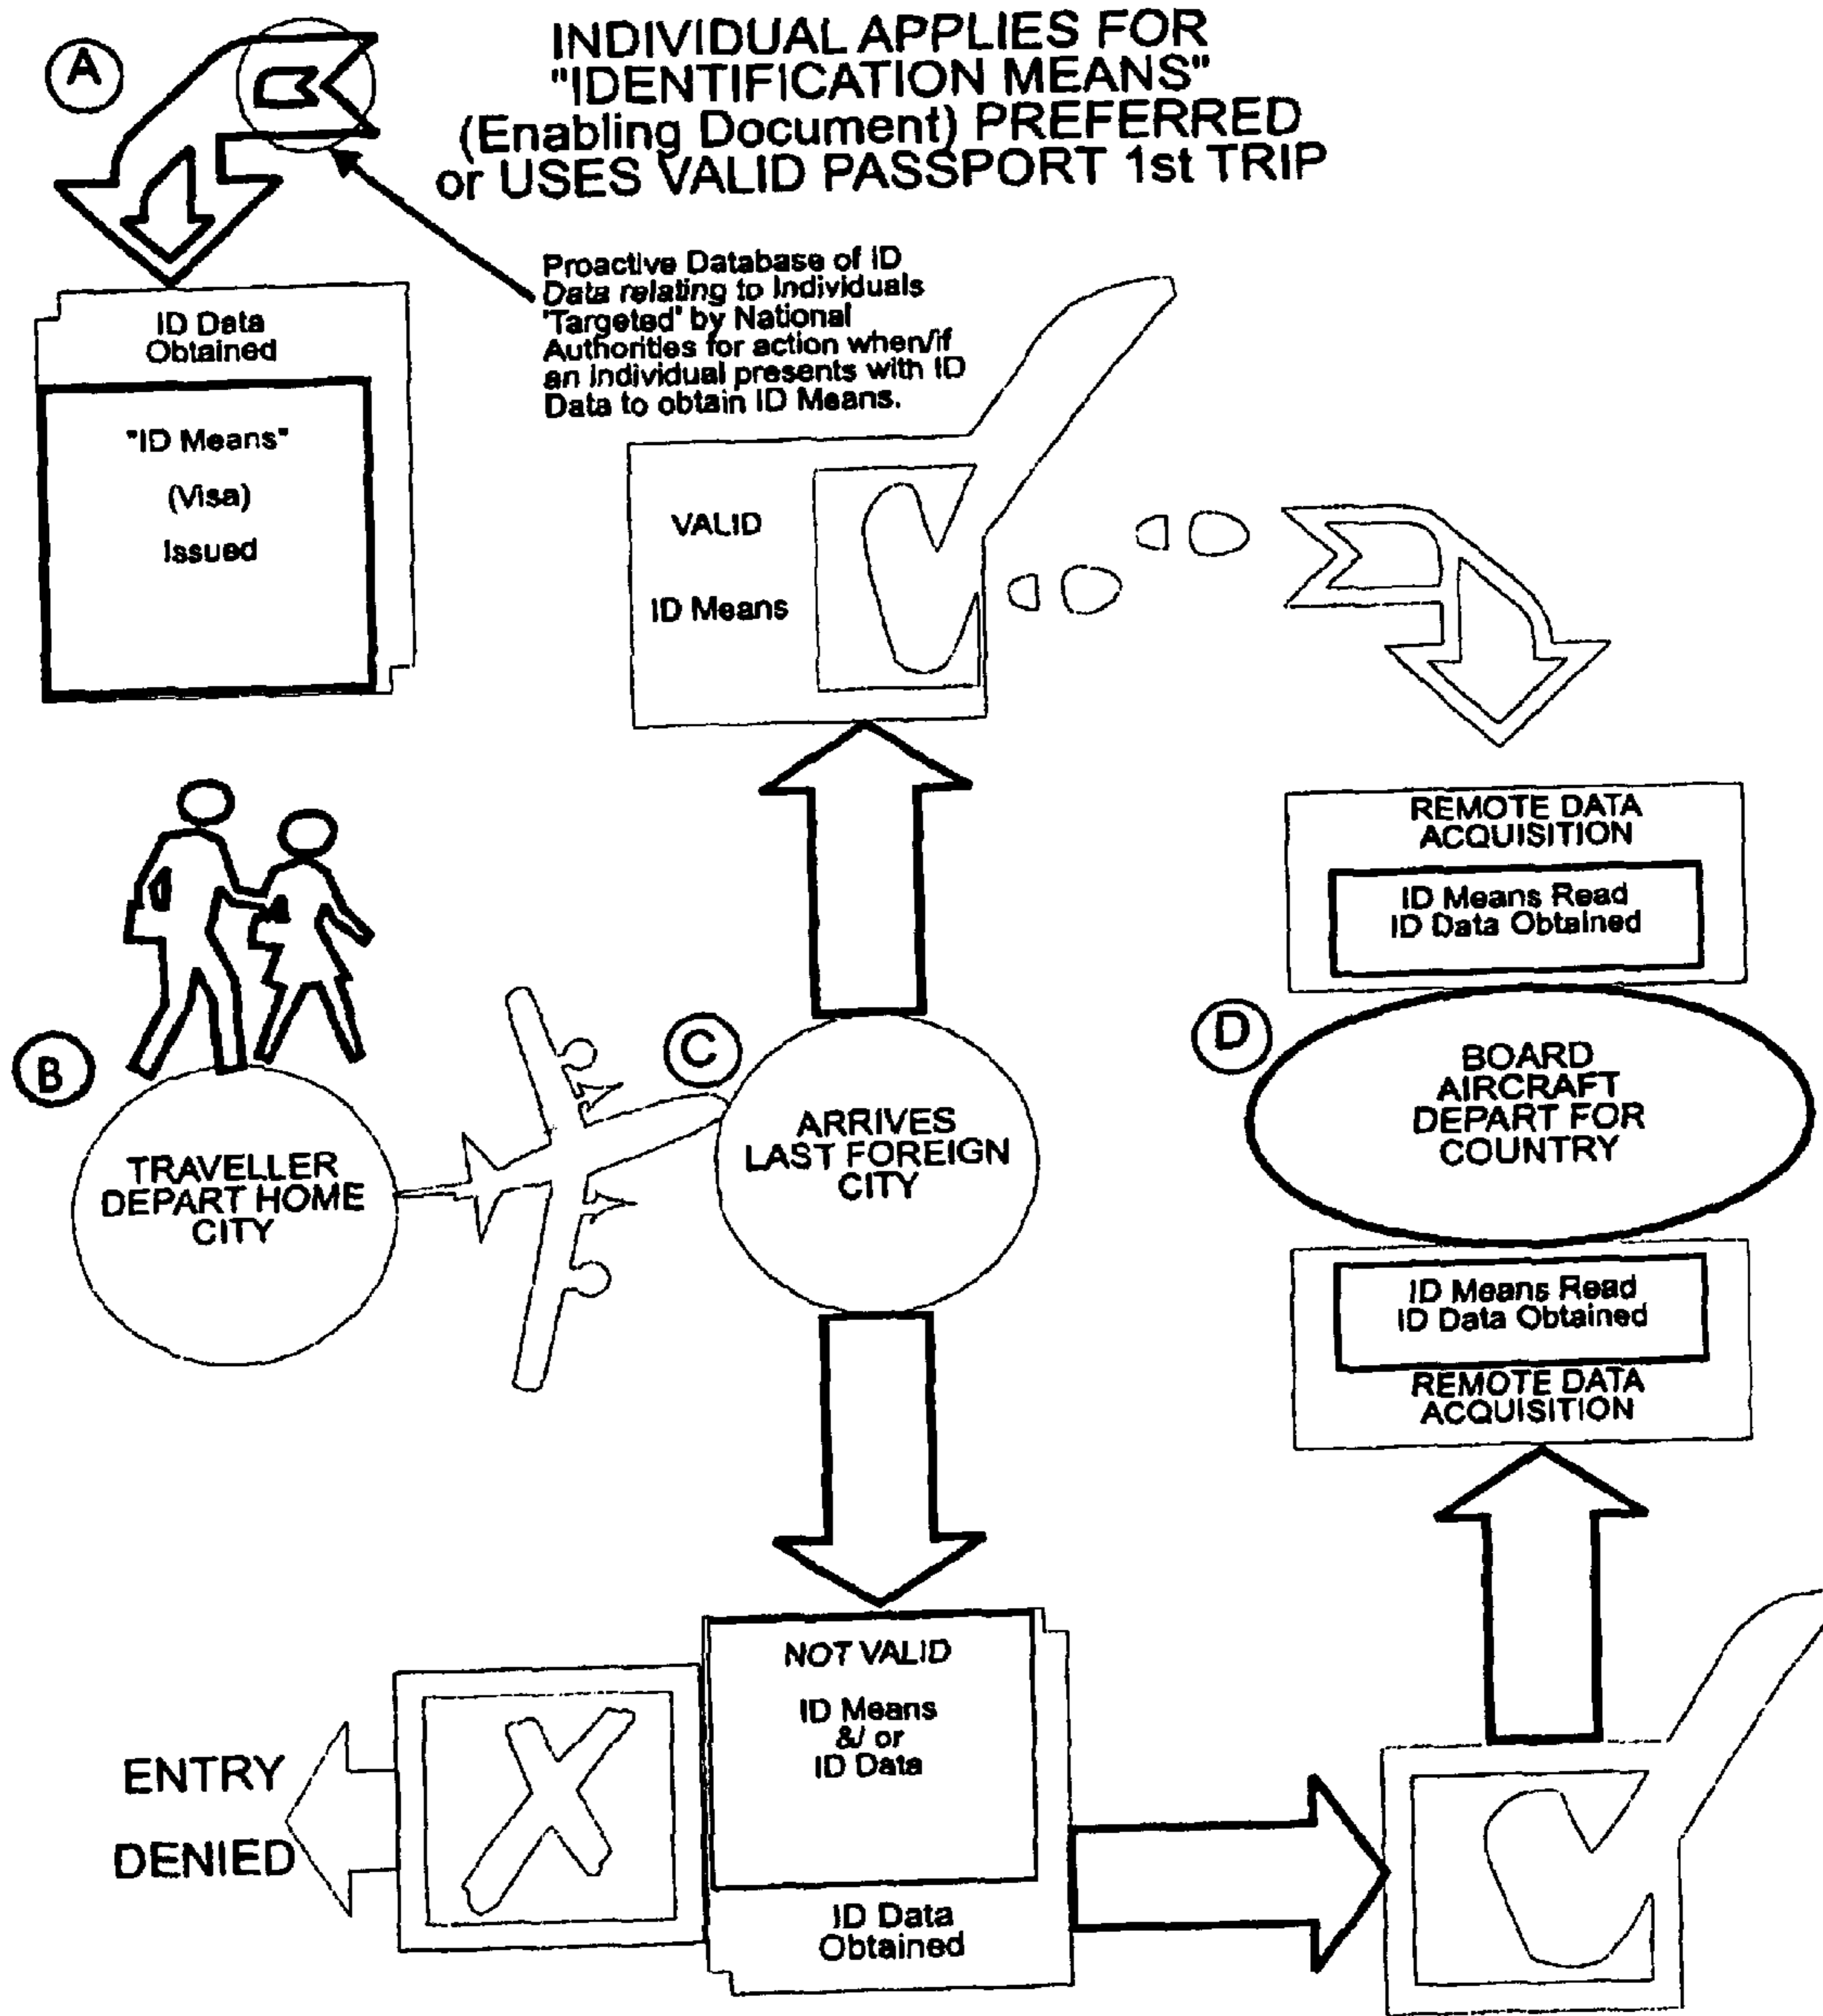 A
INDIVIDUAL APPLIES FOR
"IDENTIFICATION MEANS"
(Enabling Document) PREFERRED
or USES VALID PASSPORT 1st TRIP
Proactive Database of ID
Data relating to Individuals
'Targeted' by National
Authorities for action when/if
an individual presents with ID
Data to obtain ID Means.
ID Data
Obtained
"ID Means"
(Visa)
Issued
VALID
ID Means
REMOTE DATA
ACQUISITION
ID Means Read
ID Data Obtained
B
TRAVELLER
DEPART HOME
CITY
C
ARRIVES
LAST FOREIGN
CITY
D
BOARD
AIRCRAFT
DEPART FOR
COUNTRY
ID Means Read
ID Data Obtained
REMOTE DATA
ACQUISITION
NOT VALID
ID Means
&/ or
ID Data
ID Data
Obtained
ENTRY
DENIED